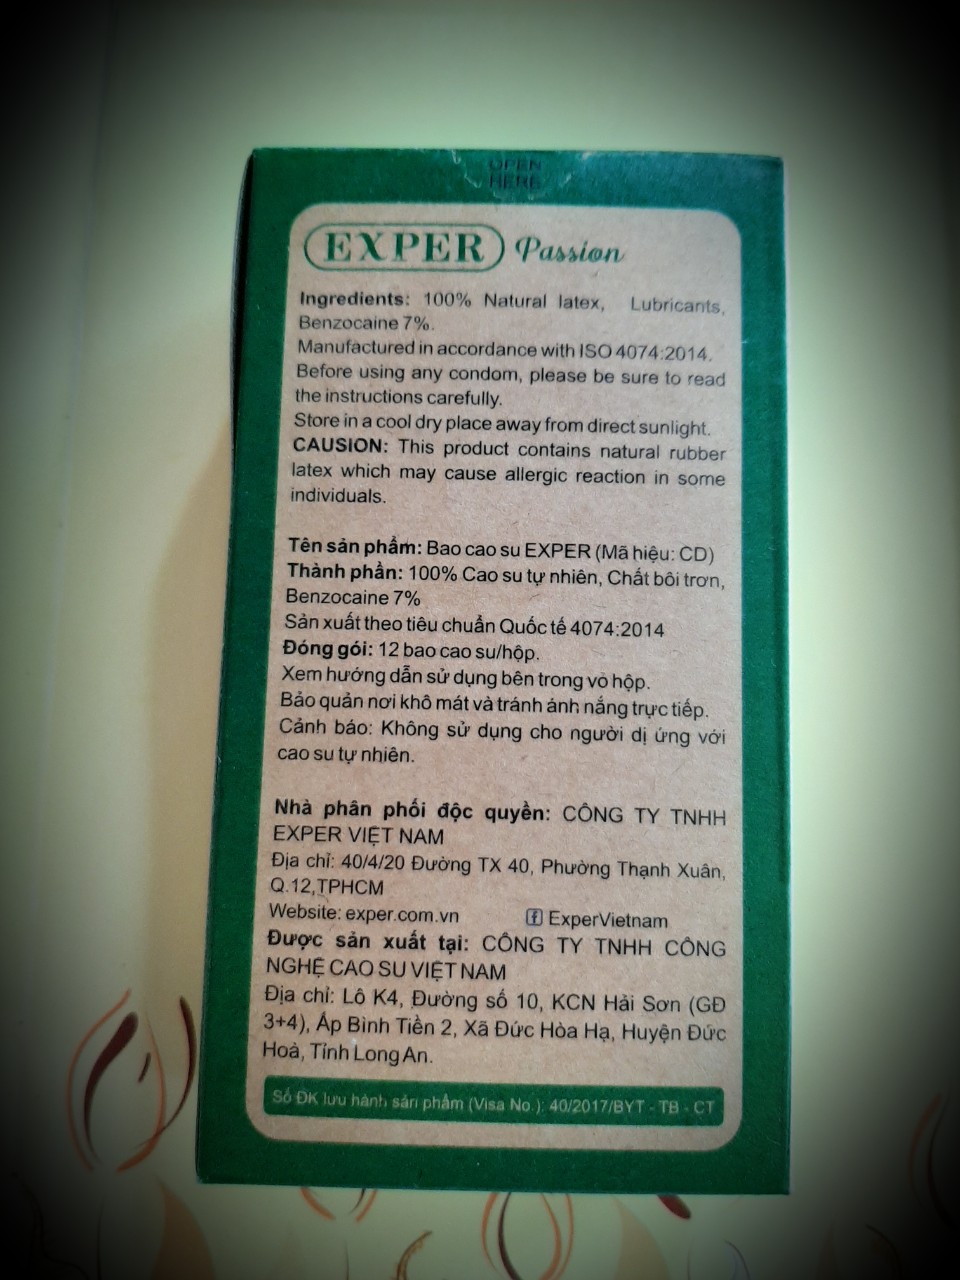 OPEN
HERE
EXPER Passion
Ingredients: 100% Natural latex, Lubricants,
Benzocaine 7%.
Manufactured in accordance with ISO 4074:2014.
Before using any condom, please be sure to read
the instructions carefully.
Store in a cool dry place away from direct sunlight.
CAUSION: This product contains natural rubber
latex which may cause allergic reaction in some
individuals.
Tên sản phẩm: Bao cao su EXPER (Mã hiệu: CD)
Thành phần: 100% Cao su tự nhiên, Chất bôi trơn,
Benzocaine 7%
Sản xuất theo tiêu chuẩn Quốc tế 4074:2014
Đóng gói: 12 bao cao su/hộp.
Xem hướng dẫn sử dụng bên trong vỏ hộp.
Bảo quản nơi khô mát và tránh ánh nắng trực tiếp.
Cảnh báo: Không sử dụng cho người dị ứng với
cao su tự nhiên.
Nhà phân phối độc quyền: CÔNG TY TNHH
EXPER VIỆT NAM
Địa chỉ: 40/4/20 Đường TX 40, Phường Thạnh Xuân,
Q.12,TPHCM
Website: exper.com.vn ExperVietnam
Được sản xuất tại: CÔNG TY TNHH CÔNG
NGHỆ CAO SU VIỆT NAM
Địa chỉ: Lô K4, Đường số 10, KCN Hải Sơn (GĐ
3+4), Ấp Bình Tiền 2, Xã Đức Hòa Hạ, Huyện Đức
Hoà, Tỉnh Long An.
Số ĐK lưu hành sản phẩm (Visa No.): 40/2017/BYT - TB - CT